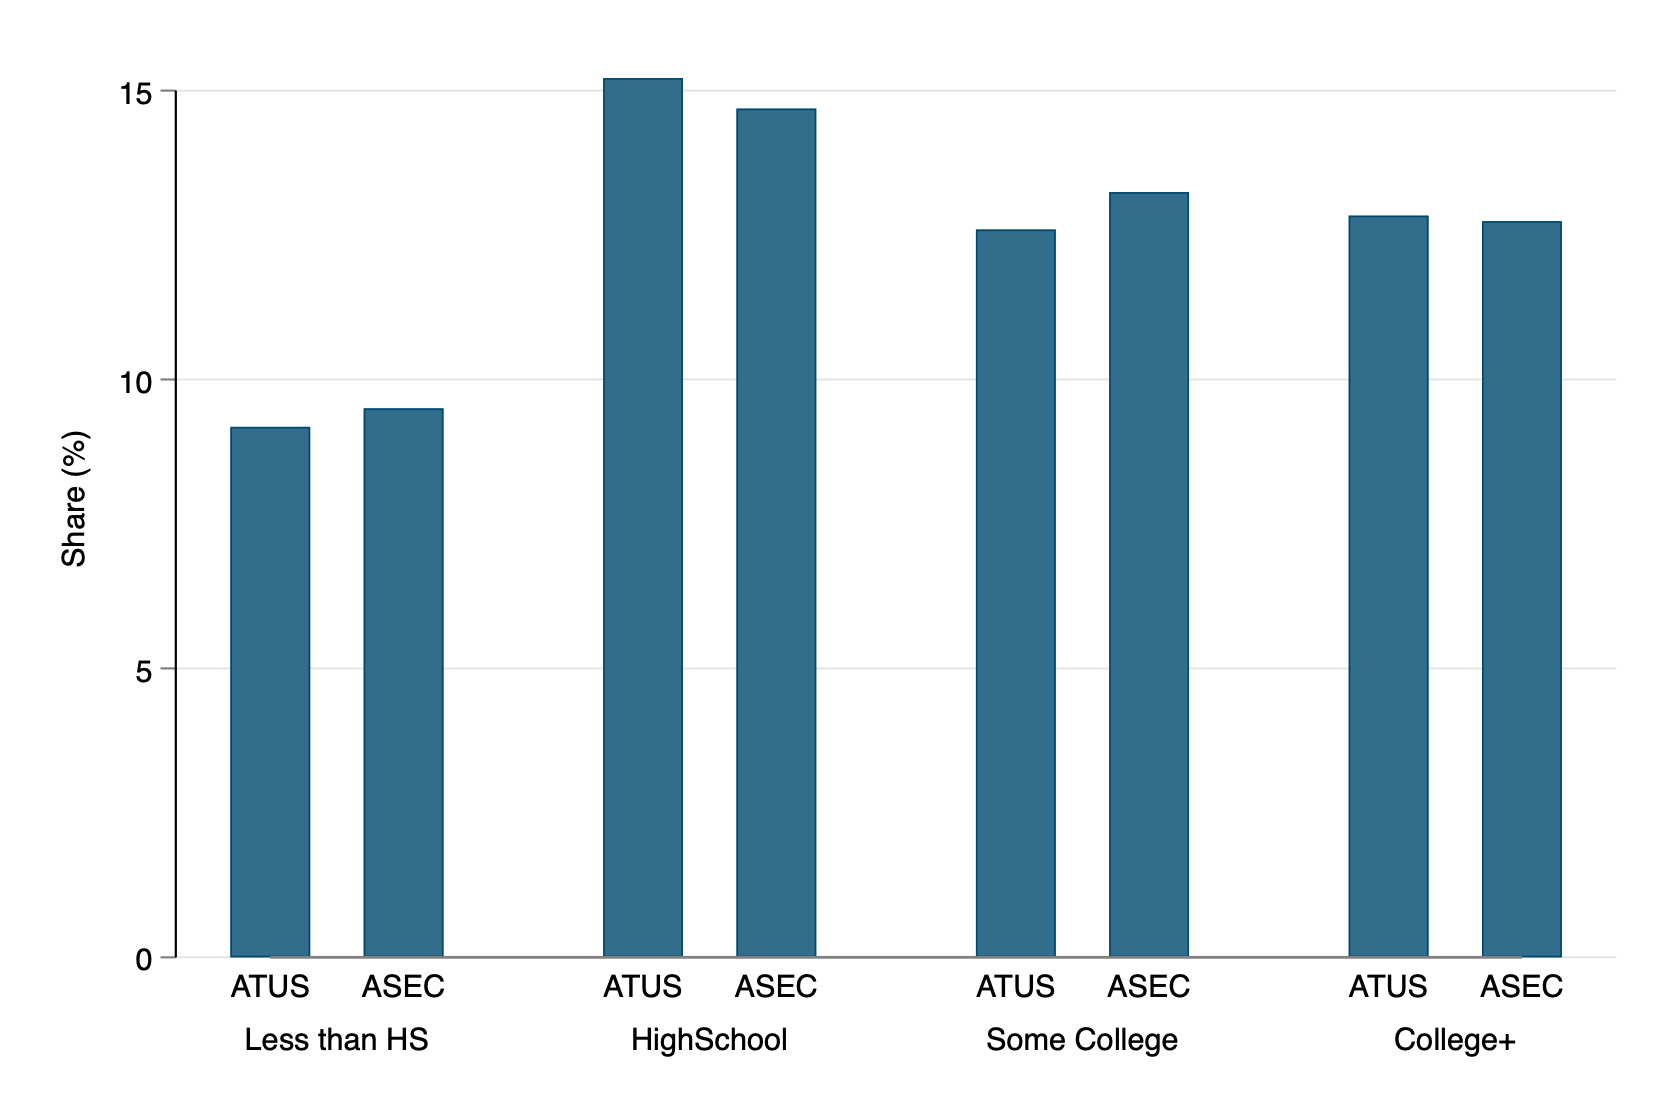 Share (%)
15
10
5
0
ATUS ASEC ATUS ASEC ATUS ASEC ATUS ASEC
Less than HS HighSchool Some College College+